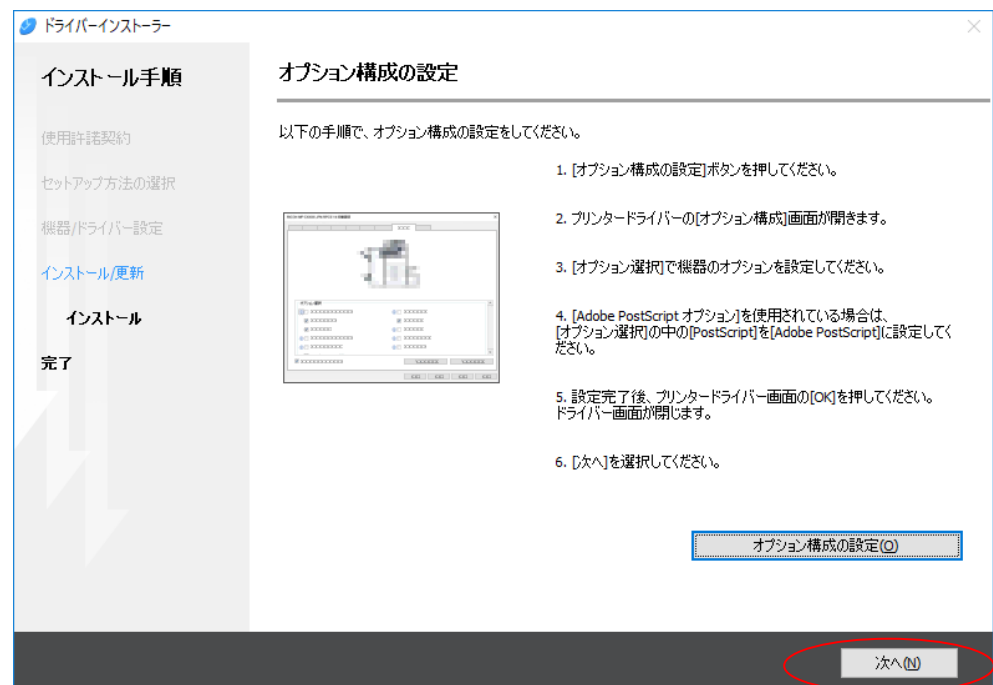 ドライバーインストーラー
インストール手順
使用許諾契約
セットアップ方法の選択
機器/ドライバー設定
インストール/更新
インストール
完了
オプション構成の設定
以下の手順で、オプション構成の設定をしてください。
1. [オプション構成の設定]ボタンを押してください。
2. プリンタードライバーの[オプション構成]画面が開きます。
3. [オプション選択]で機器のオプションを設定してください。
4. [Adobe PostScript オプション]を使用されている場合は、
[オプション選択]の中の[PostScript]を[Adobe PostScript]に設定してく
ださい。
5. 設定完了後、プリンタードライバー画面の[OK]を押してください。
ドライバー画面が閉じます。
6. [次へ]を選択してください。
オプション構成の設定(O)
次へ(N)